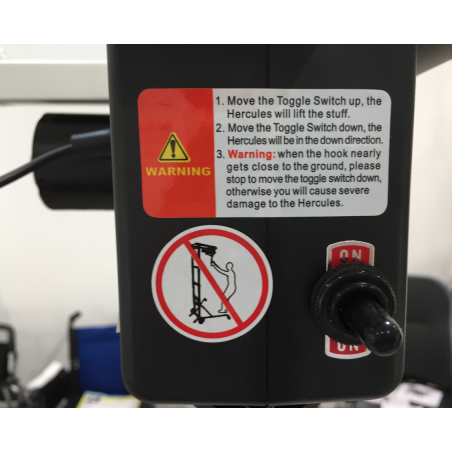 1. Move the Toggle Switch up, the
Hercules will lift the stuff.
2. Move the Toggle Switch down, the
Hercules will be in the down direction.
3. Warning: when the hook nearly
gets close to the ground, please
stop to move the toggle switch down,
otherwise you will cause severe
damage to the Hercules.
WARNING
ON
ON